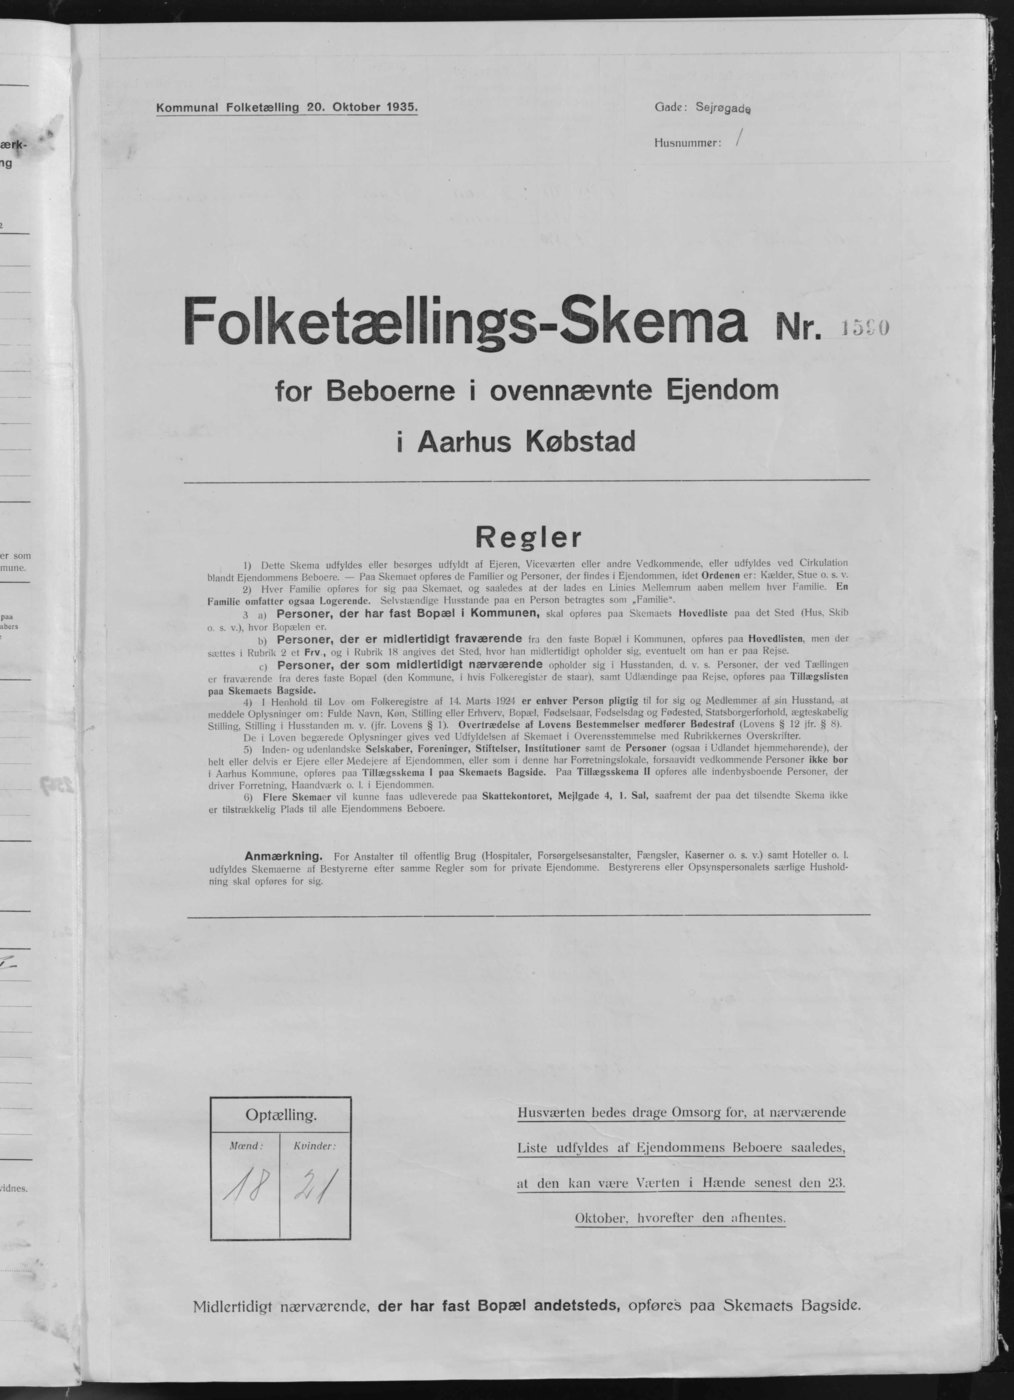 Kommunal Folketælling 20. Oktober 1935.
Gade: Sejrøgade
Husnummer: 1
Folketællings-Skema Nr. 1590
for Beboerne i ovennævnte Ejendom
i Aarhus Købstad
Regler
1) Dette Skema udfyldes eller besørges udfyldt af Ejeren, Viceværten eller andre Vedkommende, eller udfyldes ved Cirkulation
blandt Ejendommens Beboere. — Paa Skemaet opføres de Familier og Personer, der findes i Ejendommen, idet Ordenen er: Kælder, Stue o. s. v.
2) Hver Familie opføres for sig paa Skemaet, og saaledes at der lades en Linies Mellemrum aaben mellem hver Familie. En
Familie omfatter ogsaa Logerende. Selvstændige Husstande paa en Person betragtes som „Familie".
3 a) Personer, der har fast Bopæl i Kommunen, skal opføres paa Skemaets Hovedliste paa det Sted (Hus, Skib
o. s. v.), hvor Bopælen er.
b) Personer, der er midlertidigt fraværende fra den faste Bopæl i Kommunen, opføres paa Hovedlisten, men der
sættes i Rubrik 2 et Frv., og i Rubrik 18 angives det Sted, hvor han midlertidigt opholder sig, eventuelt om han er paa Rejse.
c) Personer, der som midlertidigt nærværende opholder sig i Husstanden, d. v. s. Personer, der ved Tællingen
er fraværende fra deres faste Bopæl (den Kommune, i hvis Folkeregister de staar), samt Udlændinge paa Rejse, opføres paa Tillægslisten
paa Skemaets Bagside.
4) I Henhold til Lov om Folkeregistre af 14. Marts 1924 er enhver Person pligtig til for sig og Medlemmer af sin Husstand, at
meddele Oplysninger om: Fulde Navn, Køn, Stilling eller Erhverv, Bopæl, Fødselsaar, Fødselsdag og Fødested, Statsborgerforhold, ægteskabelig
Stilling, Stilling i Husstanden m. v. (jfr. Lovens § 1). Overtrædelse af Lovens Bestemmelser medfører Bødestraf (Lovens § 12 jfr. § 8).
De i Loven begærede Oplysninger gives ved Udfyldelsen af Skemaet i Overensstemmelse med Rubrikkernes Overskrifter.
5) Inden- og udenlandske Selskaber, Foreninger, Stiftelser, Institutioner samt de Personer (ogsaa i Udlandet hjemmehørende), der
helt eller delvis er Ejere eller Medejere af Ejendommen, eller som i denne har Forretningslokale, forsaavidt vedkommende Personer ikke bor
i Aarhus Kommune, opføres paa Tillægsskema I paa Skemaets Bagside. Paa Tillægsskema II opføres alle indenbysboende Personer, der
driver Forretning, Haandværk o. l. i Ejendommen.
6) Flere Skemaer vil kunne faas udleverede paa Skattekontoret, Mejlgade 4, 1. Sal, saafremt der paa det tilsendte Skema ikke
er tilstrækkelig Plads til alle Ejendommens Beboere.
Anmærkning. For Anstalter til offentlig Brug (Hospitaler, Forsørgelsesanstalter, Fængsler, Kaserner o. s. v.) samt Hoteller o. l.
udfyldes Skemaerne af Bestyrerne efter samme Regler som for private Ejendomme. Bestyrerens eller Opsynspersonalets særlige Hushold-
ning skal opføres for sig.
Optælling.
Mænd: Kvinder:
18 21
Husværten bedes drage Omsorg for, at nærværende
Liste udfyldes af Ejendommens Beboere saaledes,
at den kan være Værten i Hænde senest den 23.
Oktober, hvorefter den afhentes.
Midlertidigt nærværende, der har fast Bopæl andetsteds, opføres paa Skemaets Bagside.